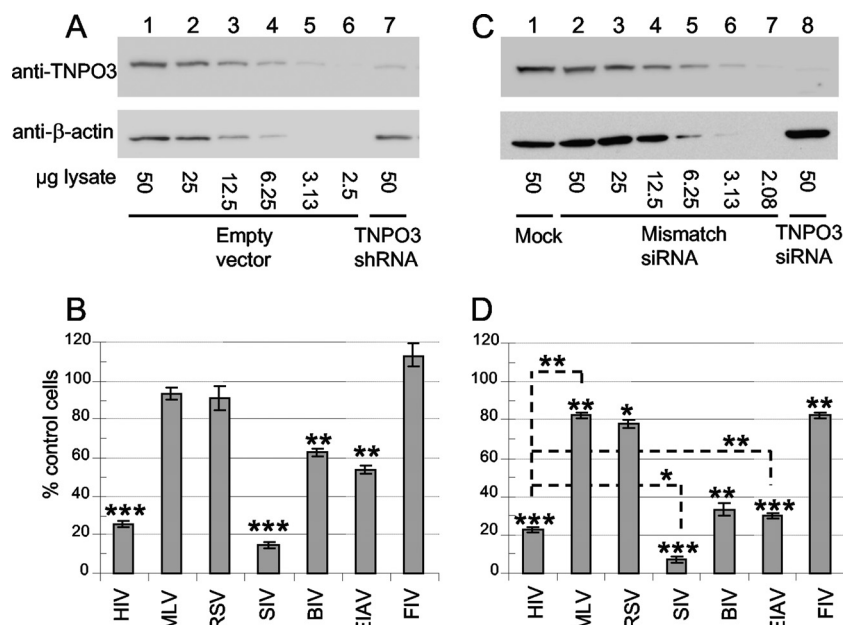 A 1 2 3 4 5 6 7
anti-TNPO3
anti-β-actin
µg lysate 50 25 12.5 6.25 3.13 2.5 50
Empty vector
TNPO3 shRNA
C 1 2 3 4 5 6 7 8
50 50 25 12.5 6.25 3.13 2.08 50
Mock
Mismatch siRNA
TNPO3 siRNA
B
% control cells
120
100
80
60
40
20
0
*** ** ** ***
HIV MLV RSV SIV BIV EIAV FIV
D
120
100
80
60
40
20
0
**
** * **
**
*
*** *** ** ***
HIV MLV RSV SIV BIV EIAV FIV